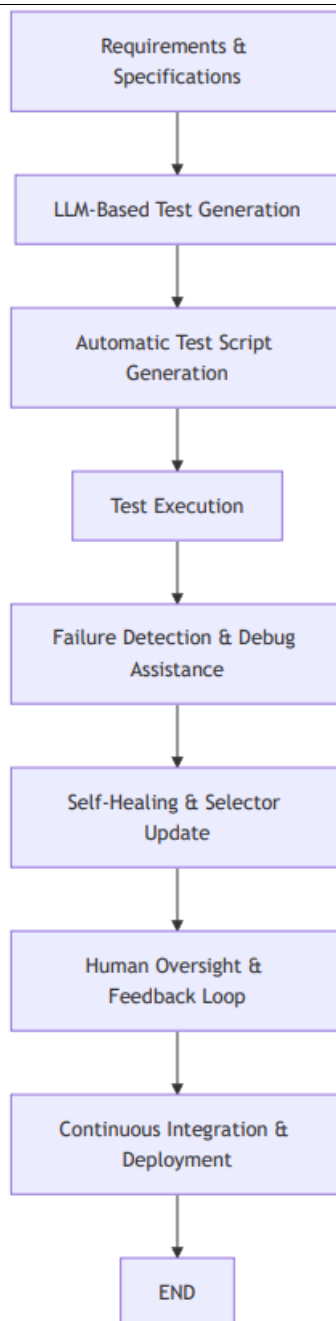 Requirements &
Specifications
LLM-Based Test Generation
Automatic Test Script
Generation
Test Execution
Failure Detection & Debug
Assistance
Self-Healing & Selector
Update
Human Oversight &
Feedback Loop
Continuous Integration &
Deployment
END